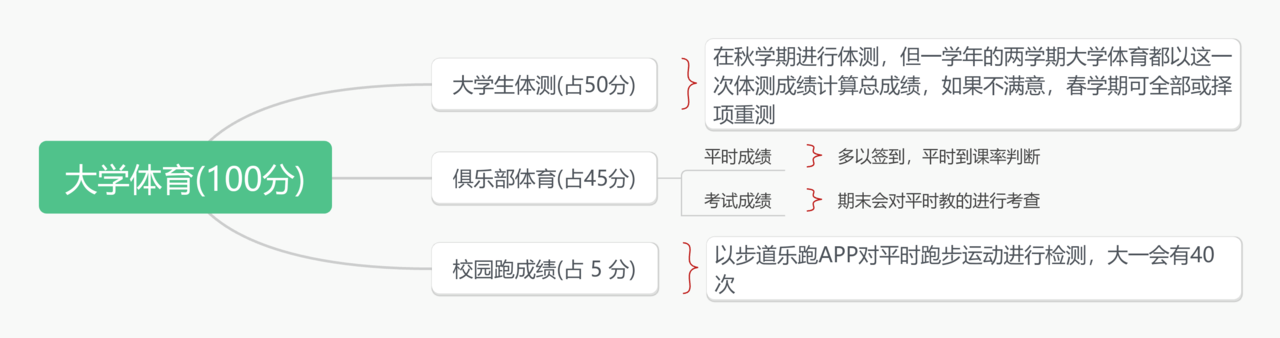 大学体育(100分)
大学生体测(占50分)
在秋学期进行体测，但一学年的两学期大学体育都以这一
次体测成绩计算总成绩，如果不满意，春学期可全部或择
项重测
俱乐部体育(占45分)
平时成绩
多以签到，平时到课率判断
考试成绩
期末会对平时教的进行考查
校园跑成绩(占 5 分)
以步道乐跑APP对平时跑步运动进行检测，大一会有40
次